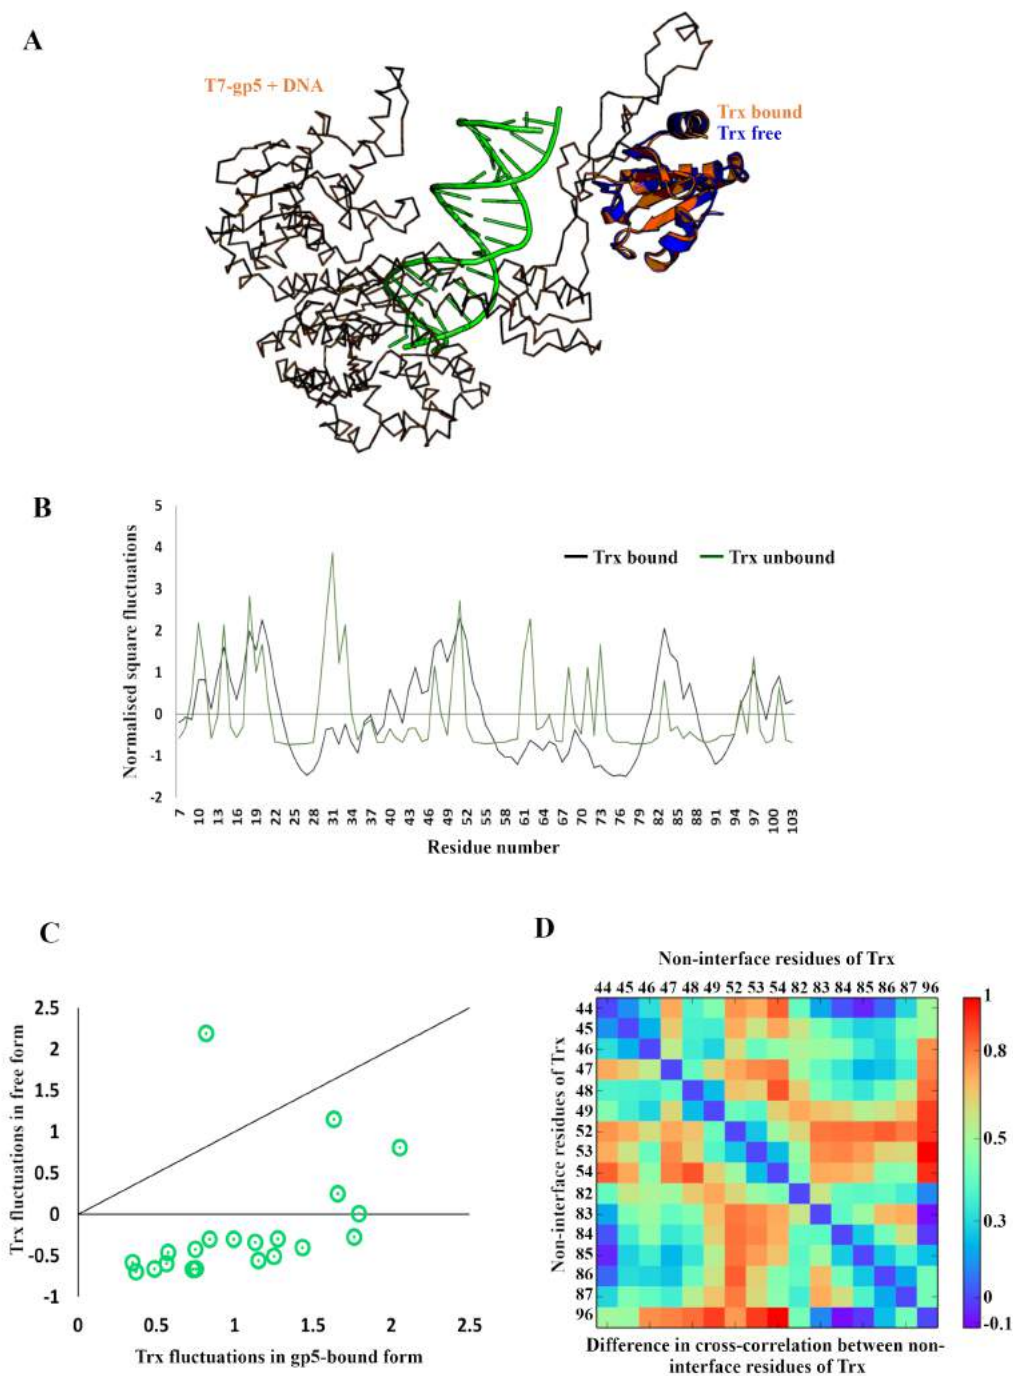 A
T7-gp5 + DNA
Trx bound
Trx free
B
5
4
3
2
1
0
-1
-2
Normalised square fluctuations
Trx bound
Trx unbound
7 10 13 16 19 22 25 28 31 34 37 40 43 46 49 52 55 58 61 64 67 70 73 76 79 82 85 88 91 94 97 100 103
Residue number
C
2.5
2
1.5
1
0.5
0
-0.5
-1
Trx fluctuations in free form
0 0.5 1 1.5 2 2.5
Trx fluctuations in gp5-bound form
D
Non-interface residues of Trx
44 45 46 47 48 49 52 53 54 82 83 84 85 86 87 96
44
45
46
47
48
49
52
53
54
82
83
84
85
86
87
96
Non-interface residues of Trx
1
0.8
0.5
0.3
0
-0.1
Difference in cross-correlation between non-
interface residues of Trx